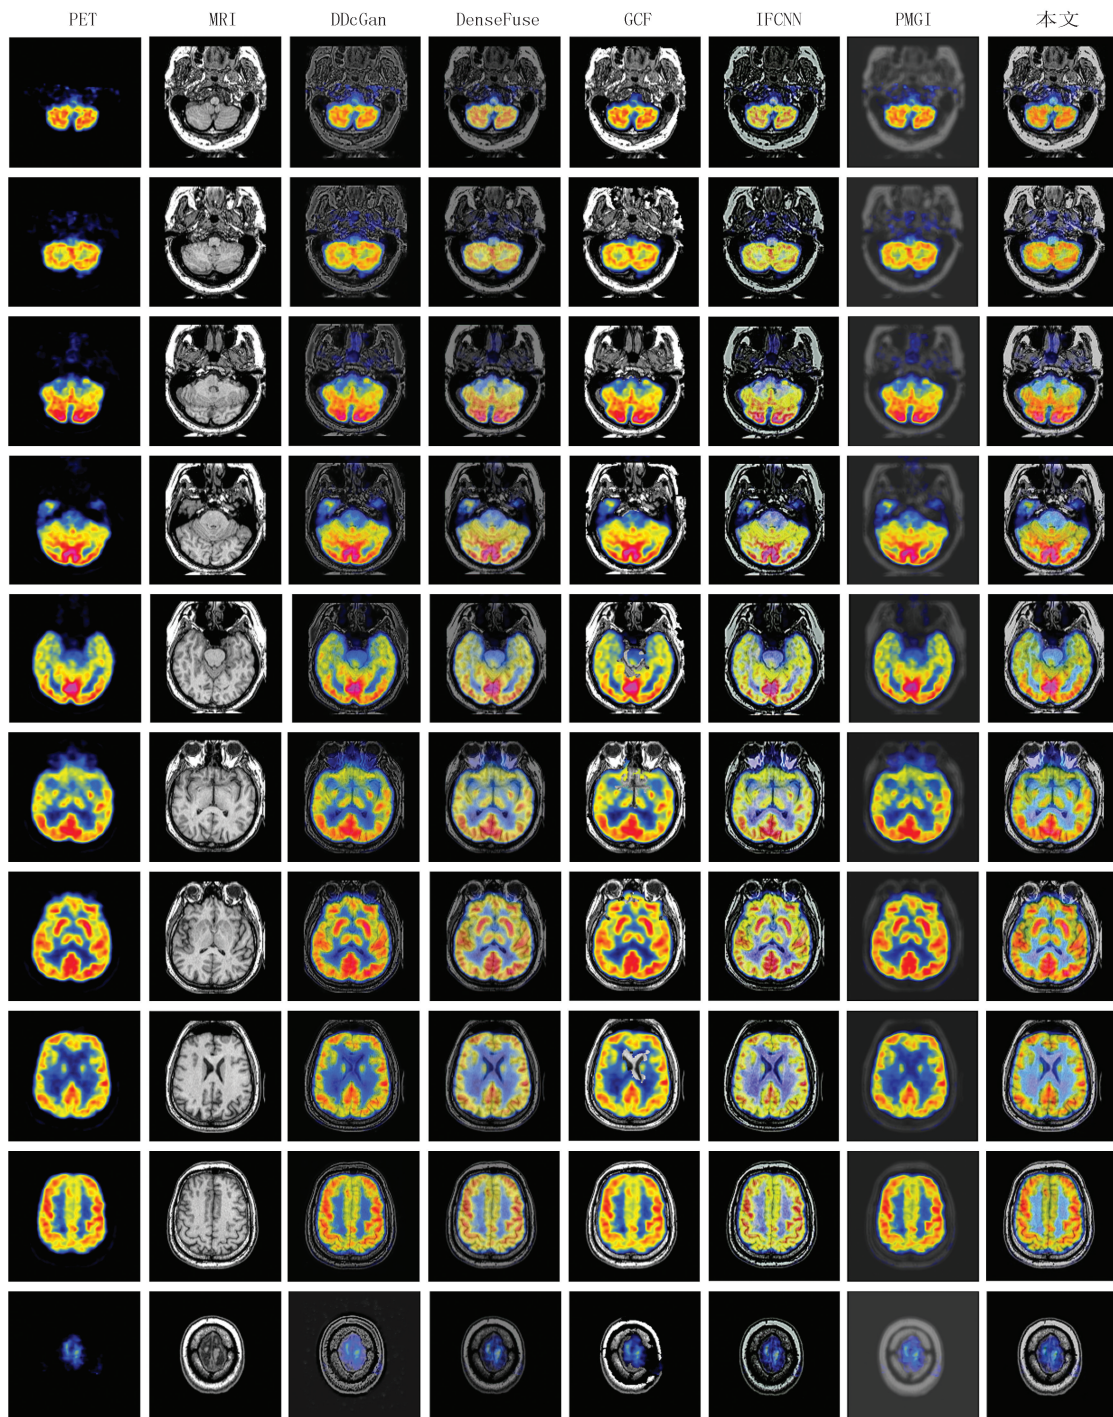 PET MRI DDcGan DenseFuse GCF IFCNN PMGI 本文